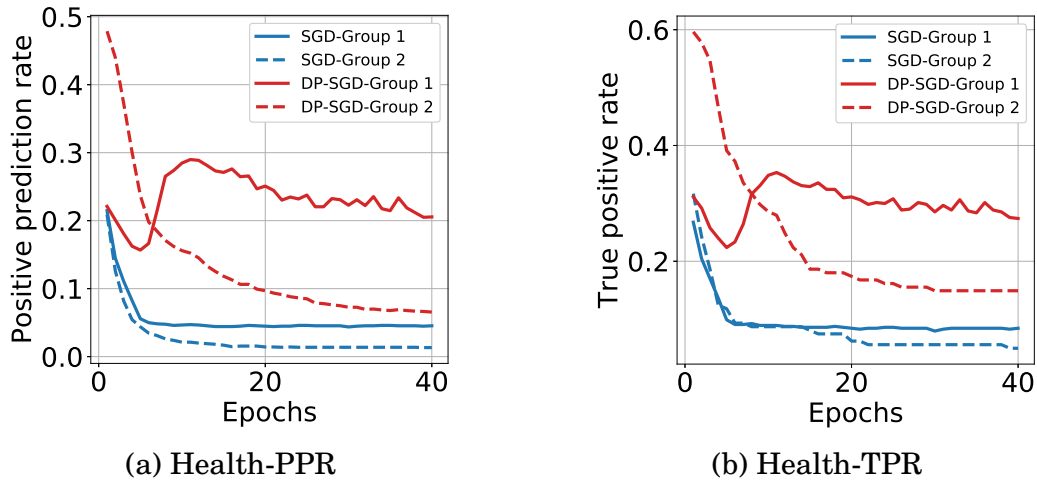 0.5
0.4
0.3
0.2
0.1
0.0
Positive prediction rate
SGD-Group 1
SGD-Group 2
DP-SGD-Group 1
DP-SGD-Group 2
0 20 40
Epochs
(a) Health-PPR
0.6
0.4
0.2
True positive rate
SGD-Group 1
SGD-Group 2
DP-SGD-Group 1
DP-SGD-Group 2
0 20 40
Epochs
(b) Health-TPR